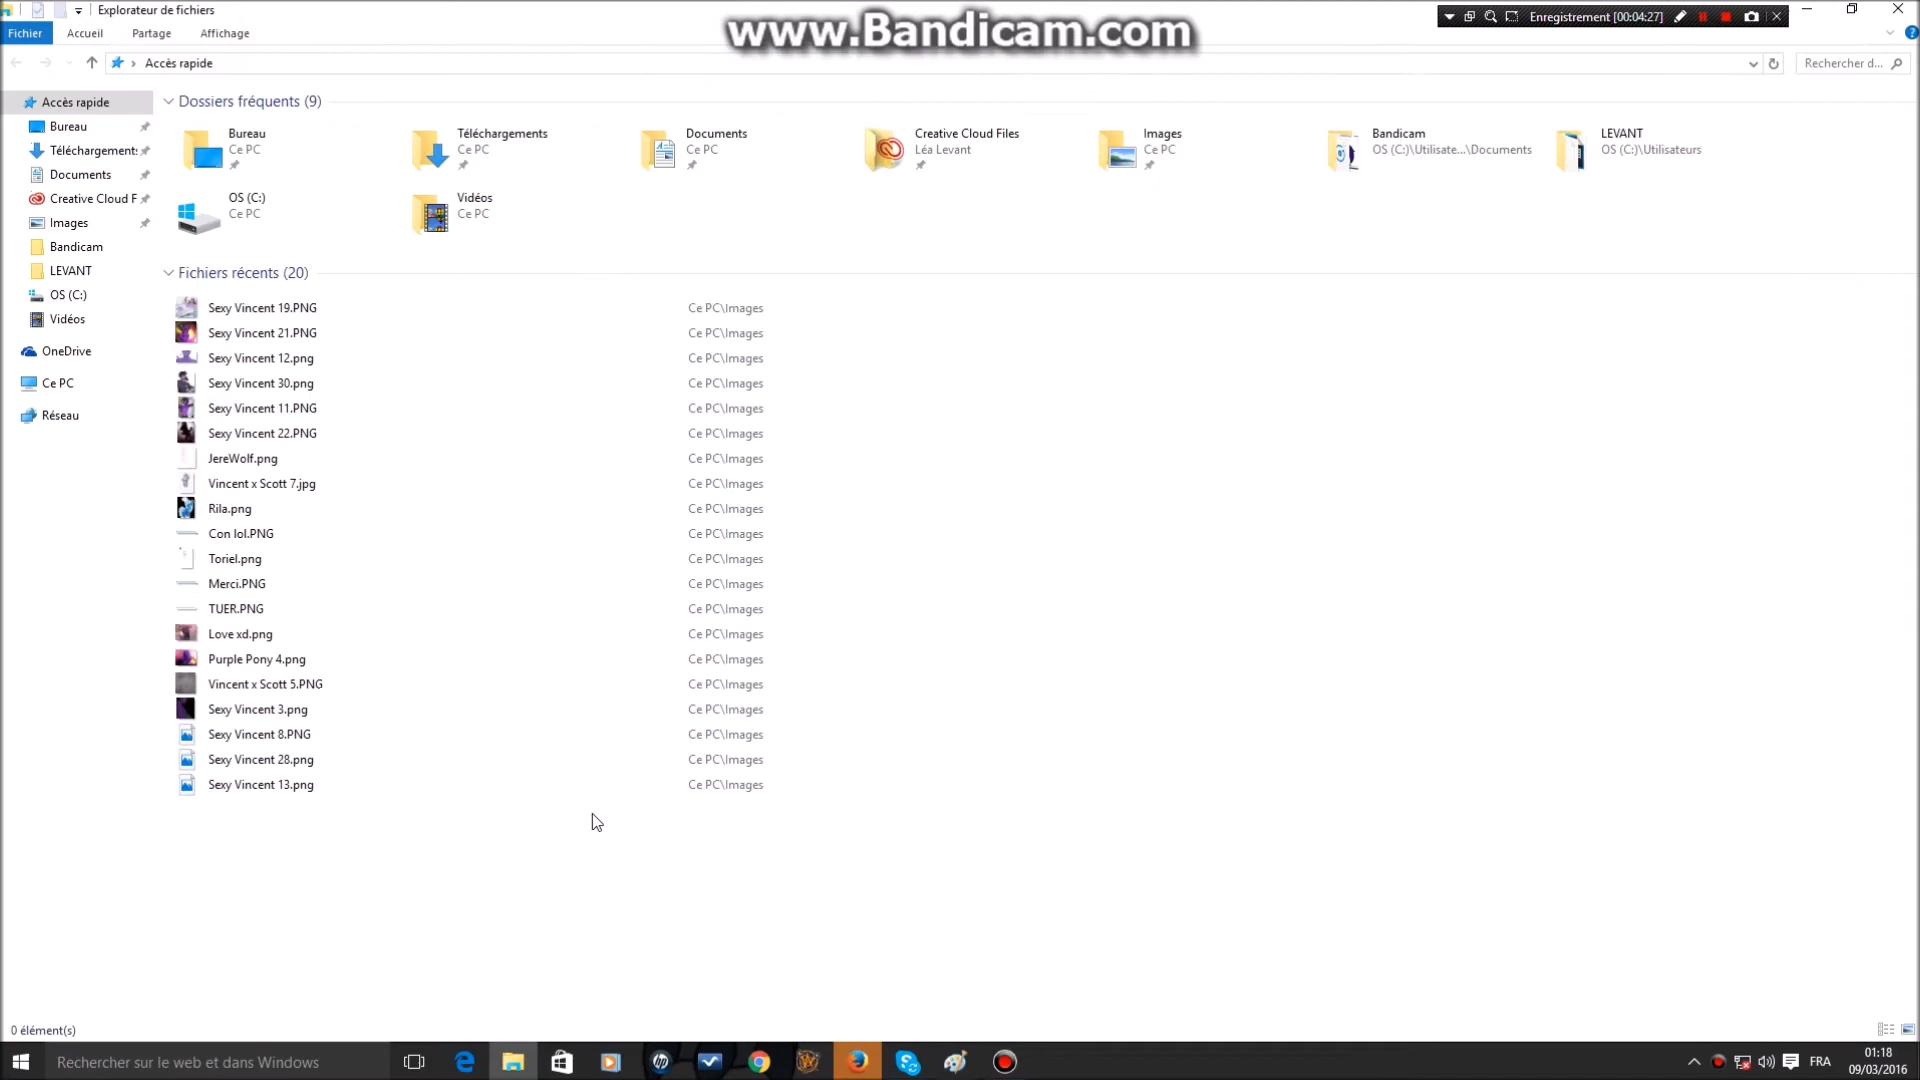 Explorateur de fichiers
www.Bandicam.com
Enregistrement [00:04:27]
Fichier Accueil Partage Affichage
Accès rapide
Rechercher d...
Accès rapide
Bureau
Téléchargements
Documents
Creative Cloud F
Images
Bandicam
LEVANT
OS (C:)
Vidéos
OneDrive
Ce PC
Réseau
Dossiers fréquents (9)
Bureau
Ce PC
Téléchargements
Ce PC
Documents
Ce PC
Creative Cloud Files
Léa Levant
Images
Ce PC
Bandicam
OS (C:)\Utilisate...\Documents
LEVANT
OS (C:)\Utilisateurs
OS (C:)
Ce PC
Vidéos
Ce PC
Fichiers récents (20)
Sexy Vincent 19.PNG Ce PC\Images
Sexy Vincent 21.PNG Ce PC\Images
Sexy Vincent 12.png Ce PC\Images
Sexy Vincent 30.png Ce PC\Images
Sexy Vincent 11.PNG Ce PC\Images
Sexy Vincent 22.PNG Ce PC\Images
JereWolf.png Ce PC\Images
Vincent x Scott 7.jpg Ce PC\Images
Rila.png Ce PC\Images
Con lol.PNG Ce PC\Images
Toriel.png Ce PC\Images
Merci.PNG Ce PC\Images
TUER.PNG Ce PC\Images
Love xd.png Ce PC\Images
Purple Pony 4.png Ce PC\Images
Vincent x Scott 5.PNG Ce PC\Images
Sexy Vincent 3.png Ce PC\Images
Sexy Vincent 8.PNG Ce PC\Images
Sexy Vincent 28.png Ce PC\Images
Sexy Vincent 13.png Ce PC\Images
0 élément(s)
Rechercher sur le web et dans Windows
hp
FRA
01:18
09/03/2016